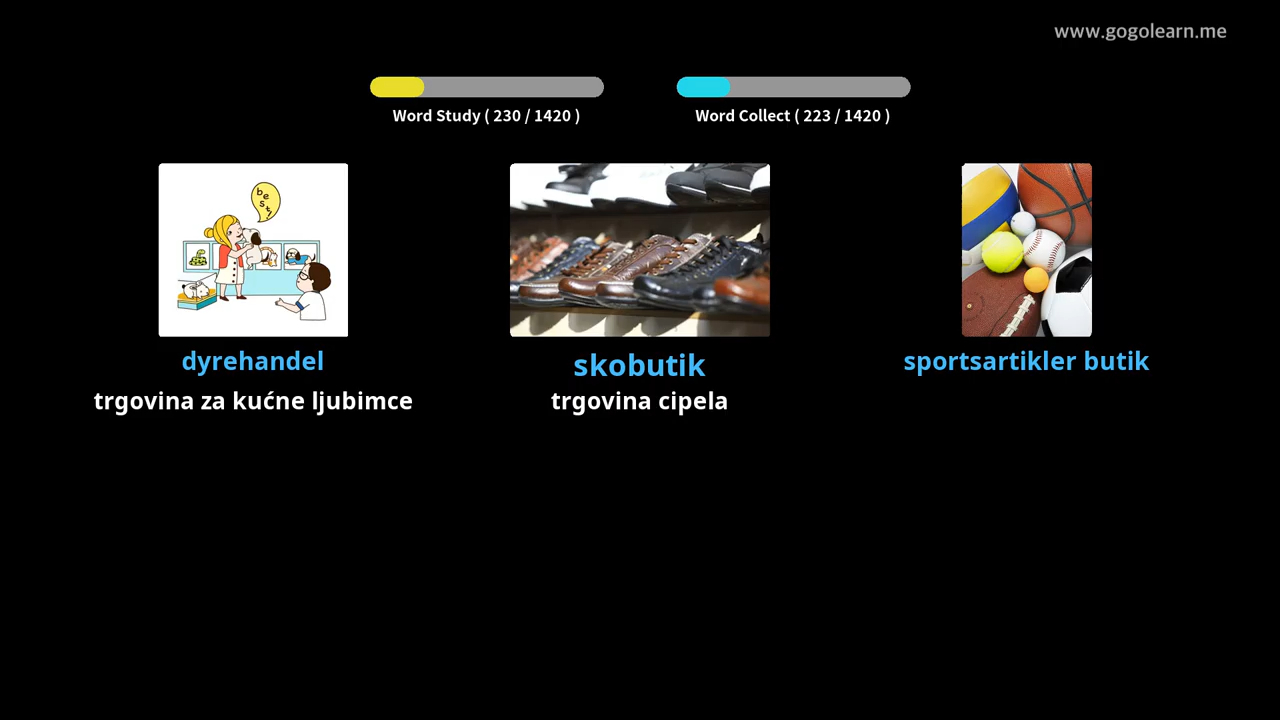 www.gogolearn.me
Word Study ( 230 / 1420 )
Word Collect ( 223 / 1420 )
best
dyrehandel
skobutik
sportsartikler butik
trgovina za kućne ljubimce
trgovina cipela